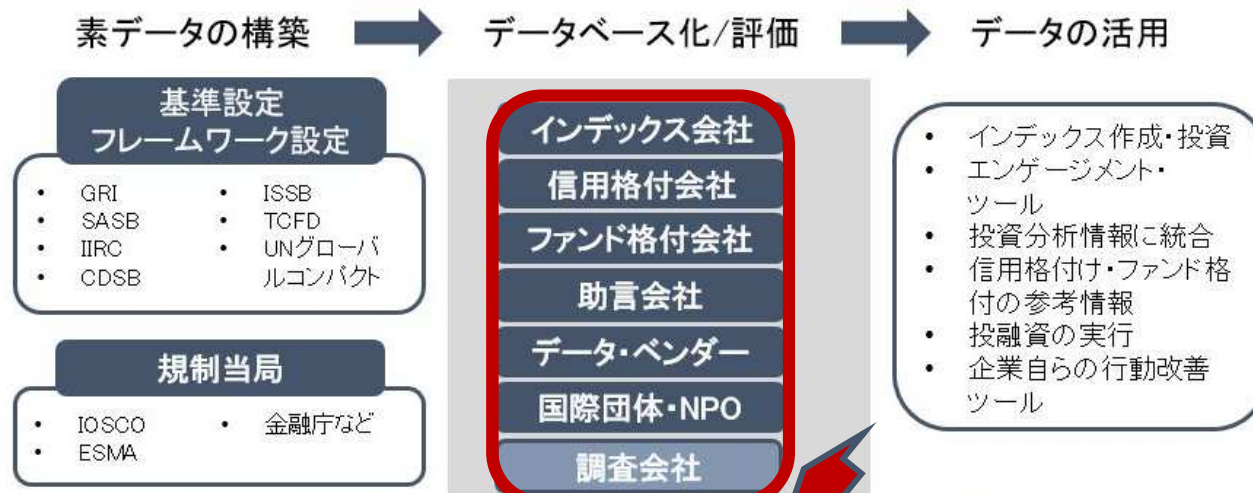 素データの構築
データベース化/評価
データの活用
基準設定
フレームワーク設定
• GRI
• SASB
• IIRC
• CDSB
• ISSB
• TCFD
• UNグローバ
ルコンパクト
規制当局
• IOSCO
• ESMA
• 金融庁など
インデックス会社
信用格付会社
ファンド格付会社
助言会社
データ・ベンダー
国際団体・NPO
調査会社
• インデックス作成・投資
• エンゲージメント・
ツール
• 投資分析情報に統合
• 信用格付け・ファンド格
付の参考情報
• 投融資の実行
• 企業自らの行動改善
ツール